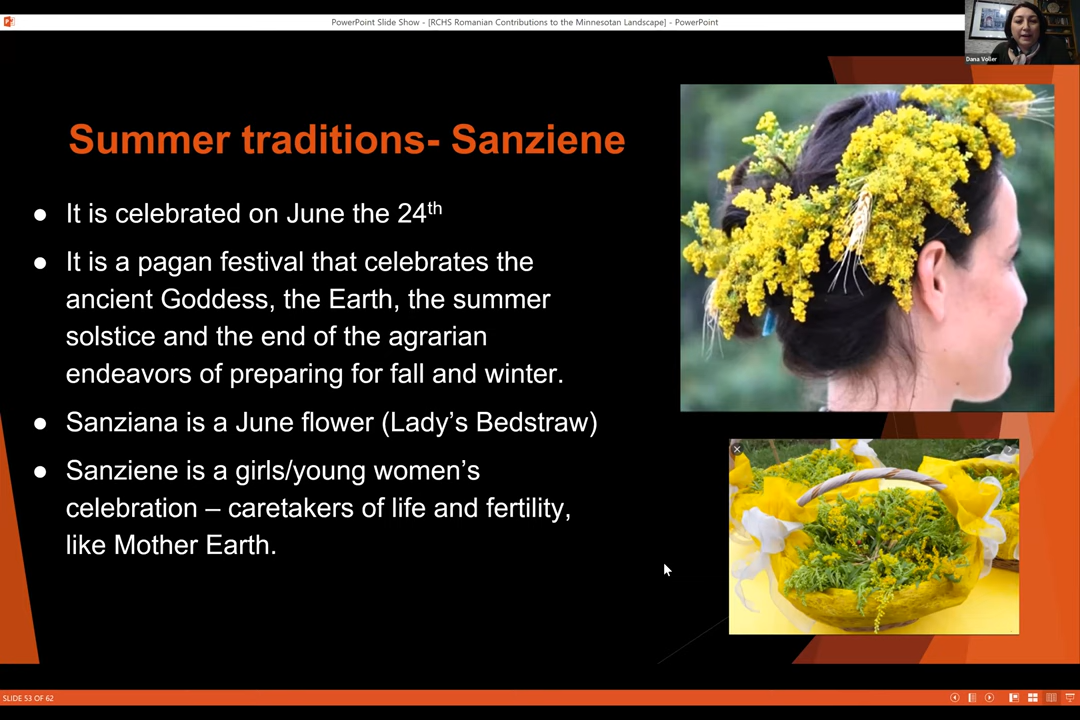 PowerPoint Slide Show - [RCHS Romanian Contributions to the Minnesotan Landscape] - PowerPoint
Dana Voller
Summer traditions- Sanziene
● It is celebrated on June the 24th
● It is a pagan festival that celebrates the
ancient Goddess, the Earth, the summer
solstice and the end of the agrarian
endeavors of preparing for fall and winter.
● Sanziana is a June flower (Lady's Bedstraw)
● Sanziene is a girls/young women's
celebration – caretakers of life and fertility,
like Mother Earth.
SLIDE 53 OF 62